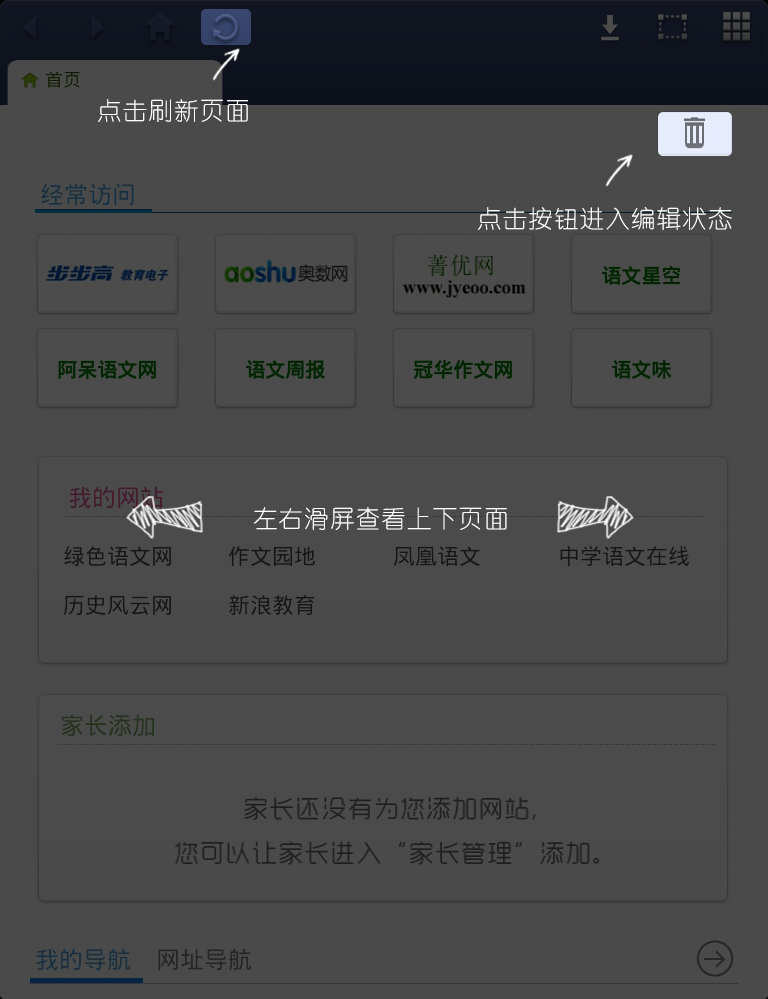 首页
点击刷新页面
经常访问
点击按钮进入编辑状态
步步高 教育电子
aoshu奥数网
菁优网
www.jyeoo.com
语文星空
阿呆语文网
语文周报
冠华作文网
语文味
我的网站
左右滑屏查看上下页面
绿色语文网 作文园地 凤凰语文 中学语文在线
历史风云网 新浪教育
家长添加
家长还没有为您添加网站,
您可以让家长进入“家长管理”添加。
我的导航 网址导航